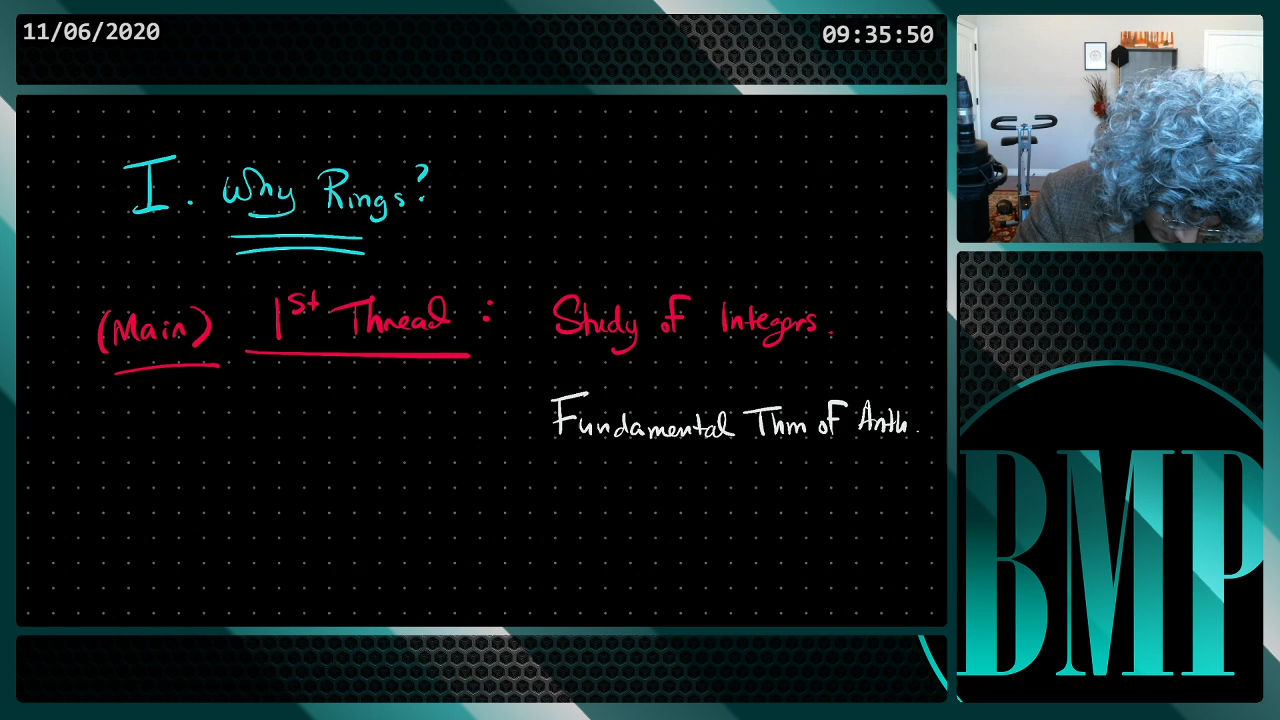 11/06/2020
09:35:50
I. Why Rings?
(Main) 1st Thread : Study of Integers.
Fundamental Thm of Arith.
BMP